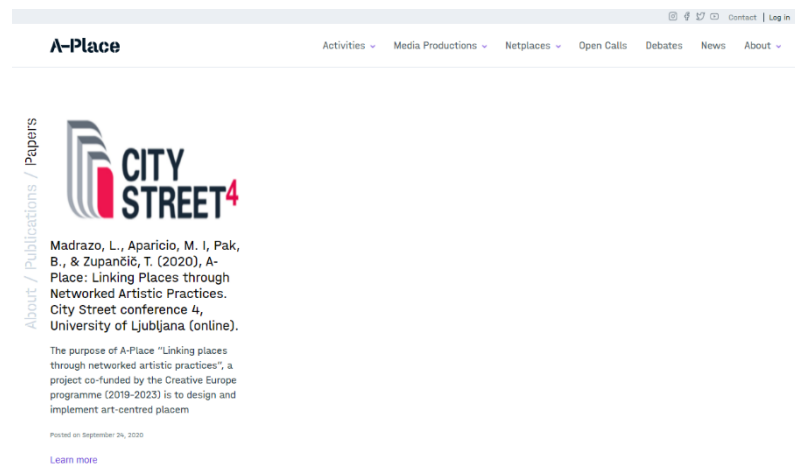 Contact | Log in
A-Place
Activities Media Productions Netplaces Open Calls Debates News About
About / Publications / Papers
CITY
STREET4
Madrazo, L., Aparicio, M. I, Pak,
B., & Zupančič, T. (2020), A-
Place: Linking Places through
Networked Artistic Practices.
City Street conference 4,
University of Ljubljana (online).
The purpose of A-Place “Linking places
through networked artistic practices”, a
project co-funded by the Creative Europe
programme (2019-2023) is to design and
implement art-centred placem
Posted on September 24, 2020
Learn more